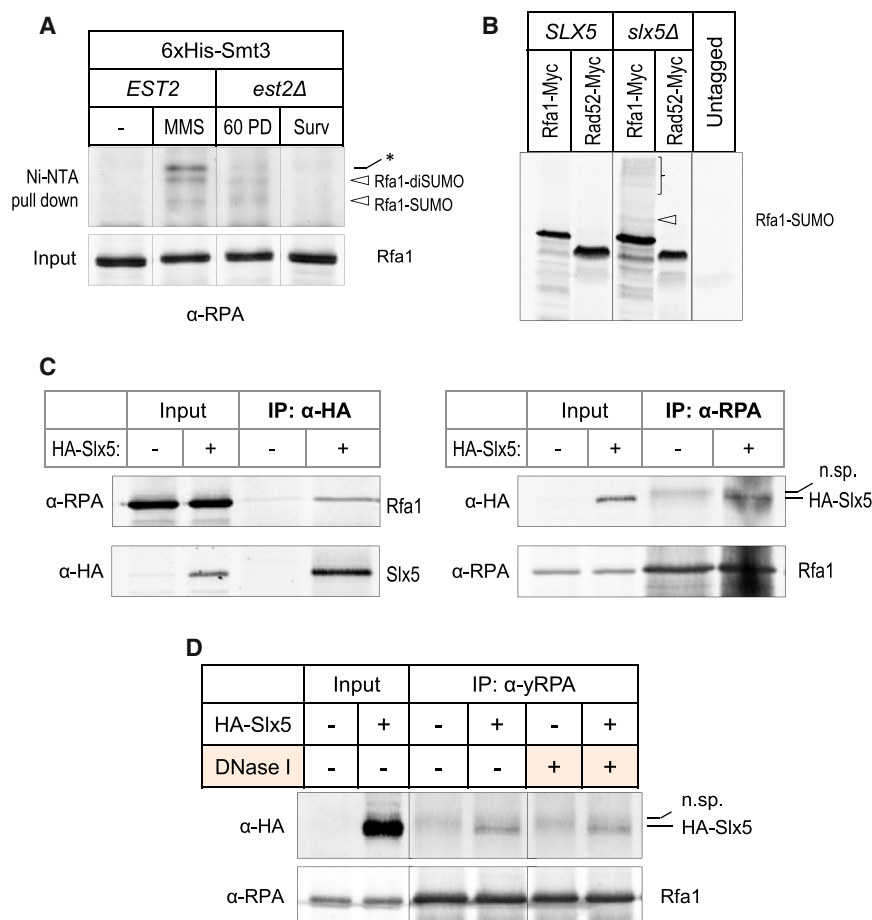 A
6xHis-Smt3
EST2 est2Δ
- MMS 60 PD Surv
Ni-NTA
pull down
*
Rfa1-diSUMO
Rfa1-SUMO
Input Rfa1
α-RPA
B
SLX5 slx5Δ
Rfa1-Myc Rad52-Myc Rfa1-Myc Rad52-Myc Untagged
Rfa1-SUMO
C
Input IP: α-HA
HA-Slx5: - + - +
α-RPA Rfa1
α-HA Slx5
Input IP: α-RPA
HA-Slx5: - + - +
α-HA
n.sp.
HA-Slx5
α-RPA Rfa1
D
Input IP: α-yRPA
HA-Slx5 - + - + - +
DNase I - - - - + +
α-HA
n.sp.
HA-Slx5
α-RPA Rfa1